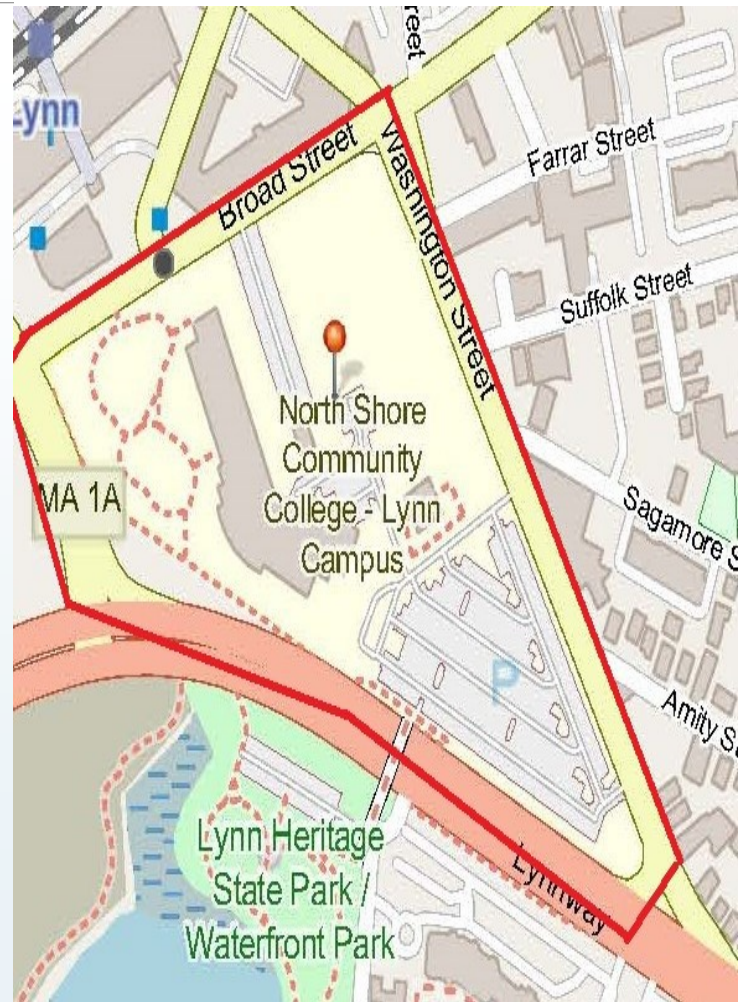 Lynn
Broad Street
Washington Street
Farrar Street
Suffolk Street
North Shore
Community
College - Lynn
Campus
MA 1A
Sagamore S
P
Amity S
Lynn Heritage
State Park /
Waterfront Park
Lynnway